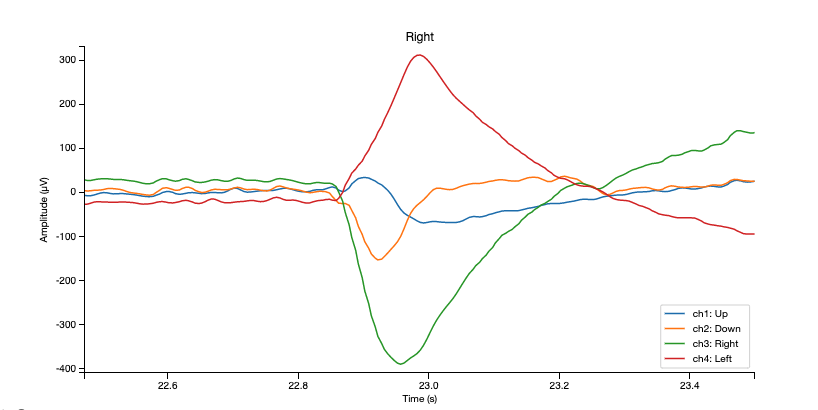 Right
300
200
100
0
-100
-200
-300
-400
Amplitude (µV)
22.6 22.8 23.0 23.2 23.4
Time (s)
ch1: Up
ch2: Down
ch3: Right
ch4: Left